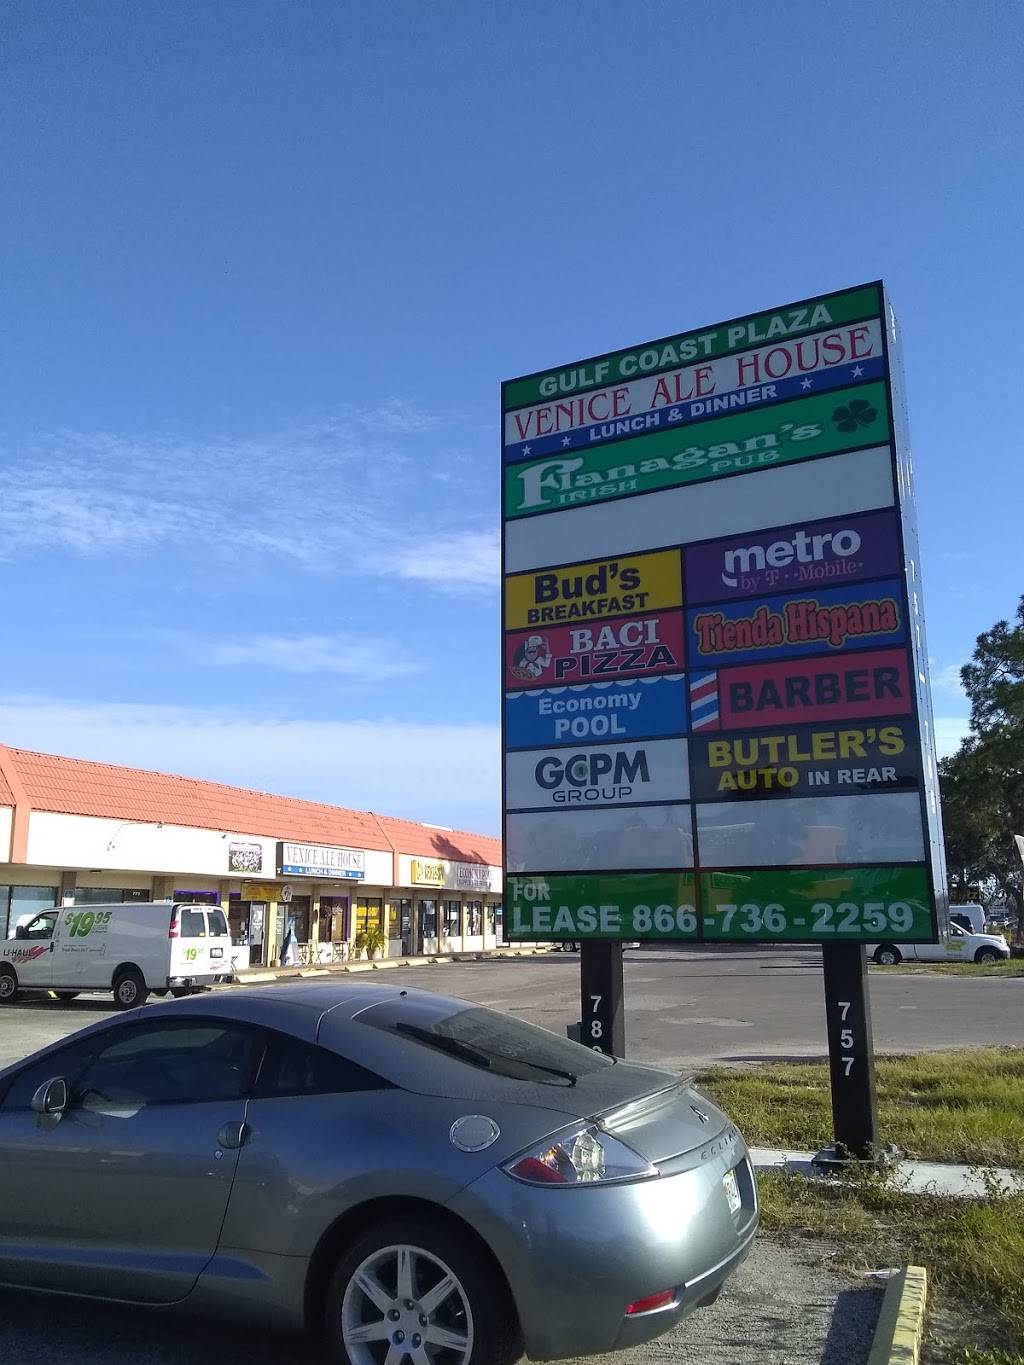 GULF COAST PLAZA
VENICE ALE HOUSE
LUNCH & DINNER
Flanagan's
IRISH PUB
Bud's
BREAKFAST
metro
by T-Mobile
BACI
PIZZA
Tienda Hispana
Economy
POOL
BARBER
GCPM
GROUP
BUTLER'S
AUTO IN REAR
FOR
LEASE 866-736-2259
757
VENICE ALE HOUSE
LUNCH & DINNER
$19.95
U-HAUL
$19.95
ECLIPSE